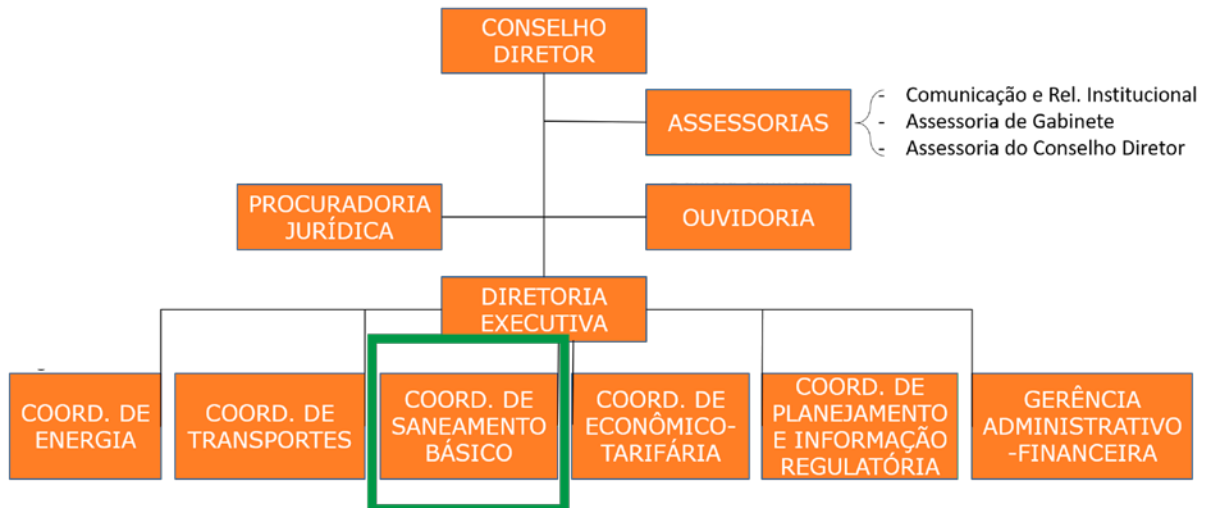 CONSELHO
DIRETOR
ASSESSORIAS
- Comunicação e Rel. Institucional
- Assessoria de Gabinete
- Assessoria do Conselho Diretor
PROCURADORIA
JURÍDICA
OUVIDORIA
DIRETORIA
EXECUTIVA
COORD. DE
ENERGIA
COORD. DE
TRANSPORTES
COORD. DE
SANEAMENTO
BÁSICO
COORD. DE
ECONÔMICO-
TARIFÁRIA
COORD. DE
PLANEJAMENTO
E INFORMAÇÃO
REGULATÓRIA
GERÊNCIA
ADMINISTRATIVO
-FINANCEIRA